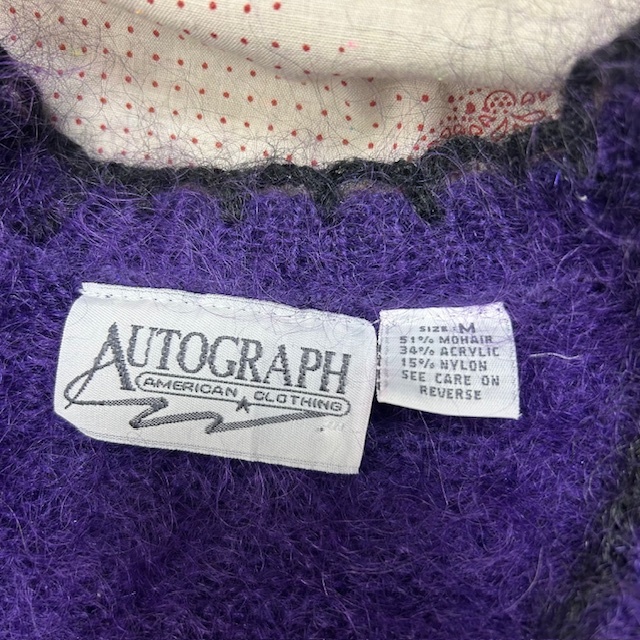 AUTOGRAPH
AMERICAN CLOTHING
SIZE M
51% MOHAIR
34% ACRYLIC
15% NYLON
SEE CARE ON
REVERSE